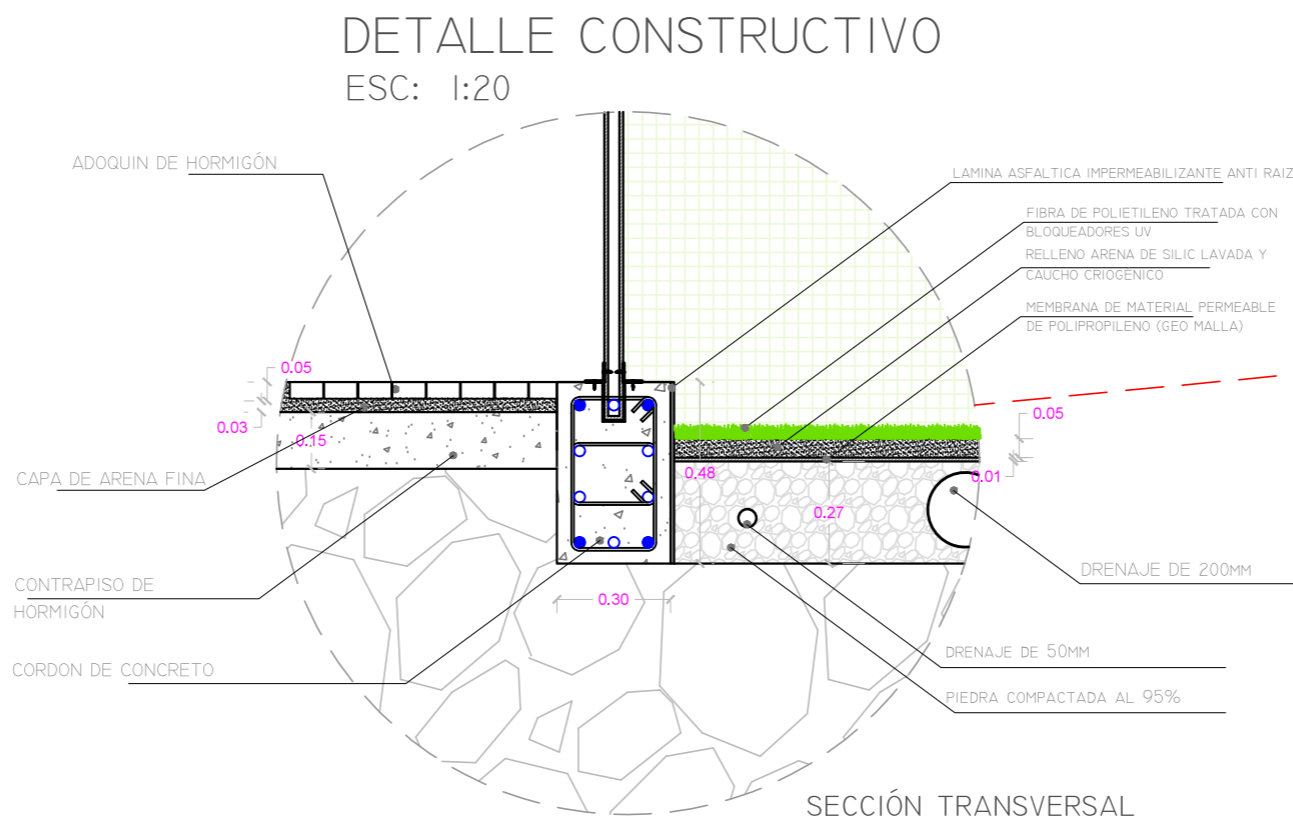 DETALLE CONSTRUCTIVO
ESC: 1:20
ADOQUIN DE HORMIGÓN
LAMINA ASFALTICA IMPERMEABILIZANTE ANTI RAIZ
FIBRA DE POLIETILENO TRATADA CON
BLOQUEADORES UV
RELLENO ARENA DE SILIC LAVADA Y
CAUCHO CRIOGENICO
MEMBRANA DE MATERIAL PERMEABLE
DE POLIPROPILENO (GEO MALLA)
0.05
0.03
0.15
0.05
0.48
0.01
0.27
CAPA DE ARENA FINA
DRENAJE DE 200MM
CONTRAPISO DE
HORMIGÓN
0.30
DRENAJE DE 50MM
CORDON DE CONCRETO
PIEDRA COMPACTADA AL 95%
SECCIÓN TRANSVERSAL